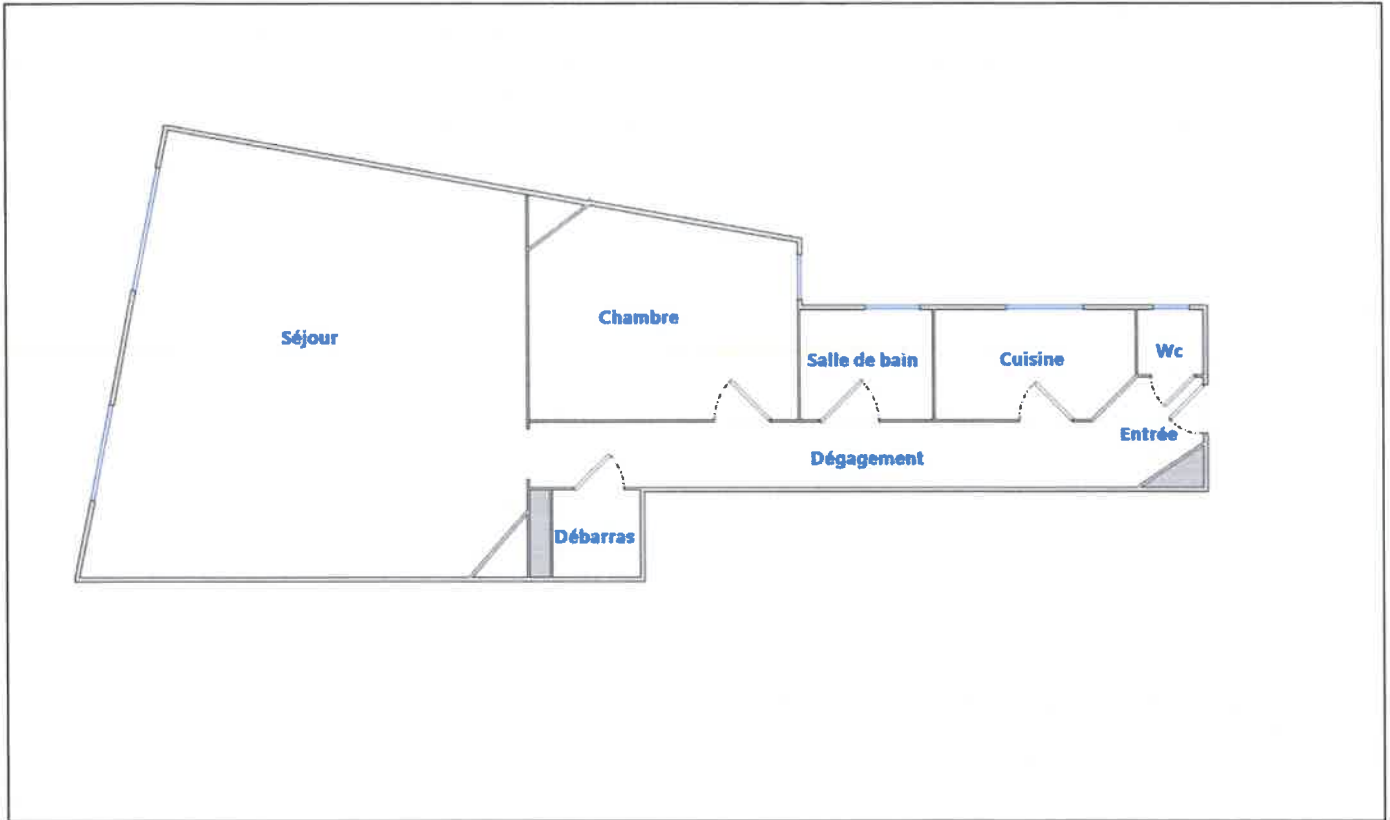 Séjour
Chambre
Salle de bain
Cuisine
Wc
Entrée
Dégagement
Débarras